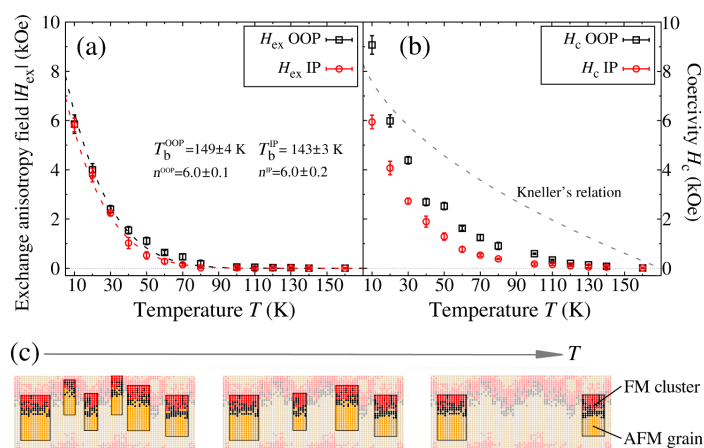 Exchange anisotropy field |H_ex| (kOe)
10
8
6
4
2
0
(a)
H_ex OOP
H_ex IP
T_b^OOP=149±4 K T_b^IP= 143±3 K
n^OOP=6.0±0.1 n^IP=6.0±0.2
10 30 50 70 90 110 130 150
Temperature T (K)
(b)
H_c OOP
H_c IP
Kneller's relation
10 30 50 70 90 110 130 150
Temperature T (K)
10
8
6
4
2
0
Coercivity H_c (kOe)
(c)
T
FM cluster
AFM grain